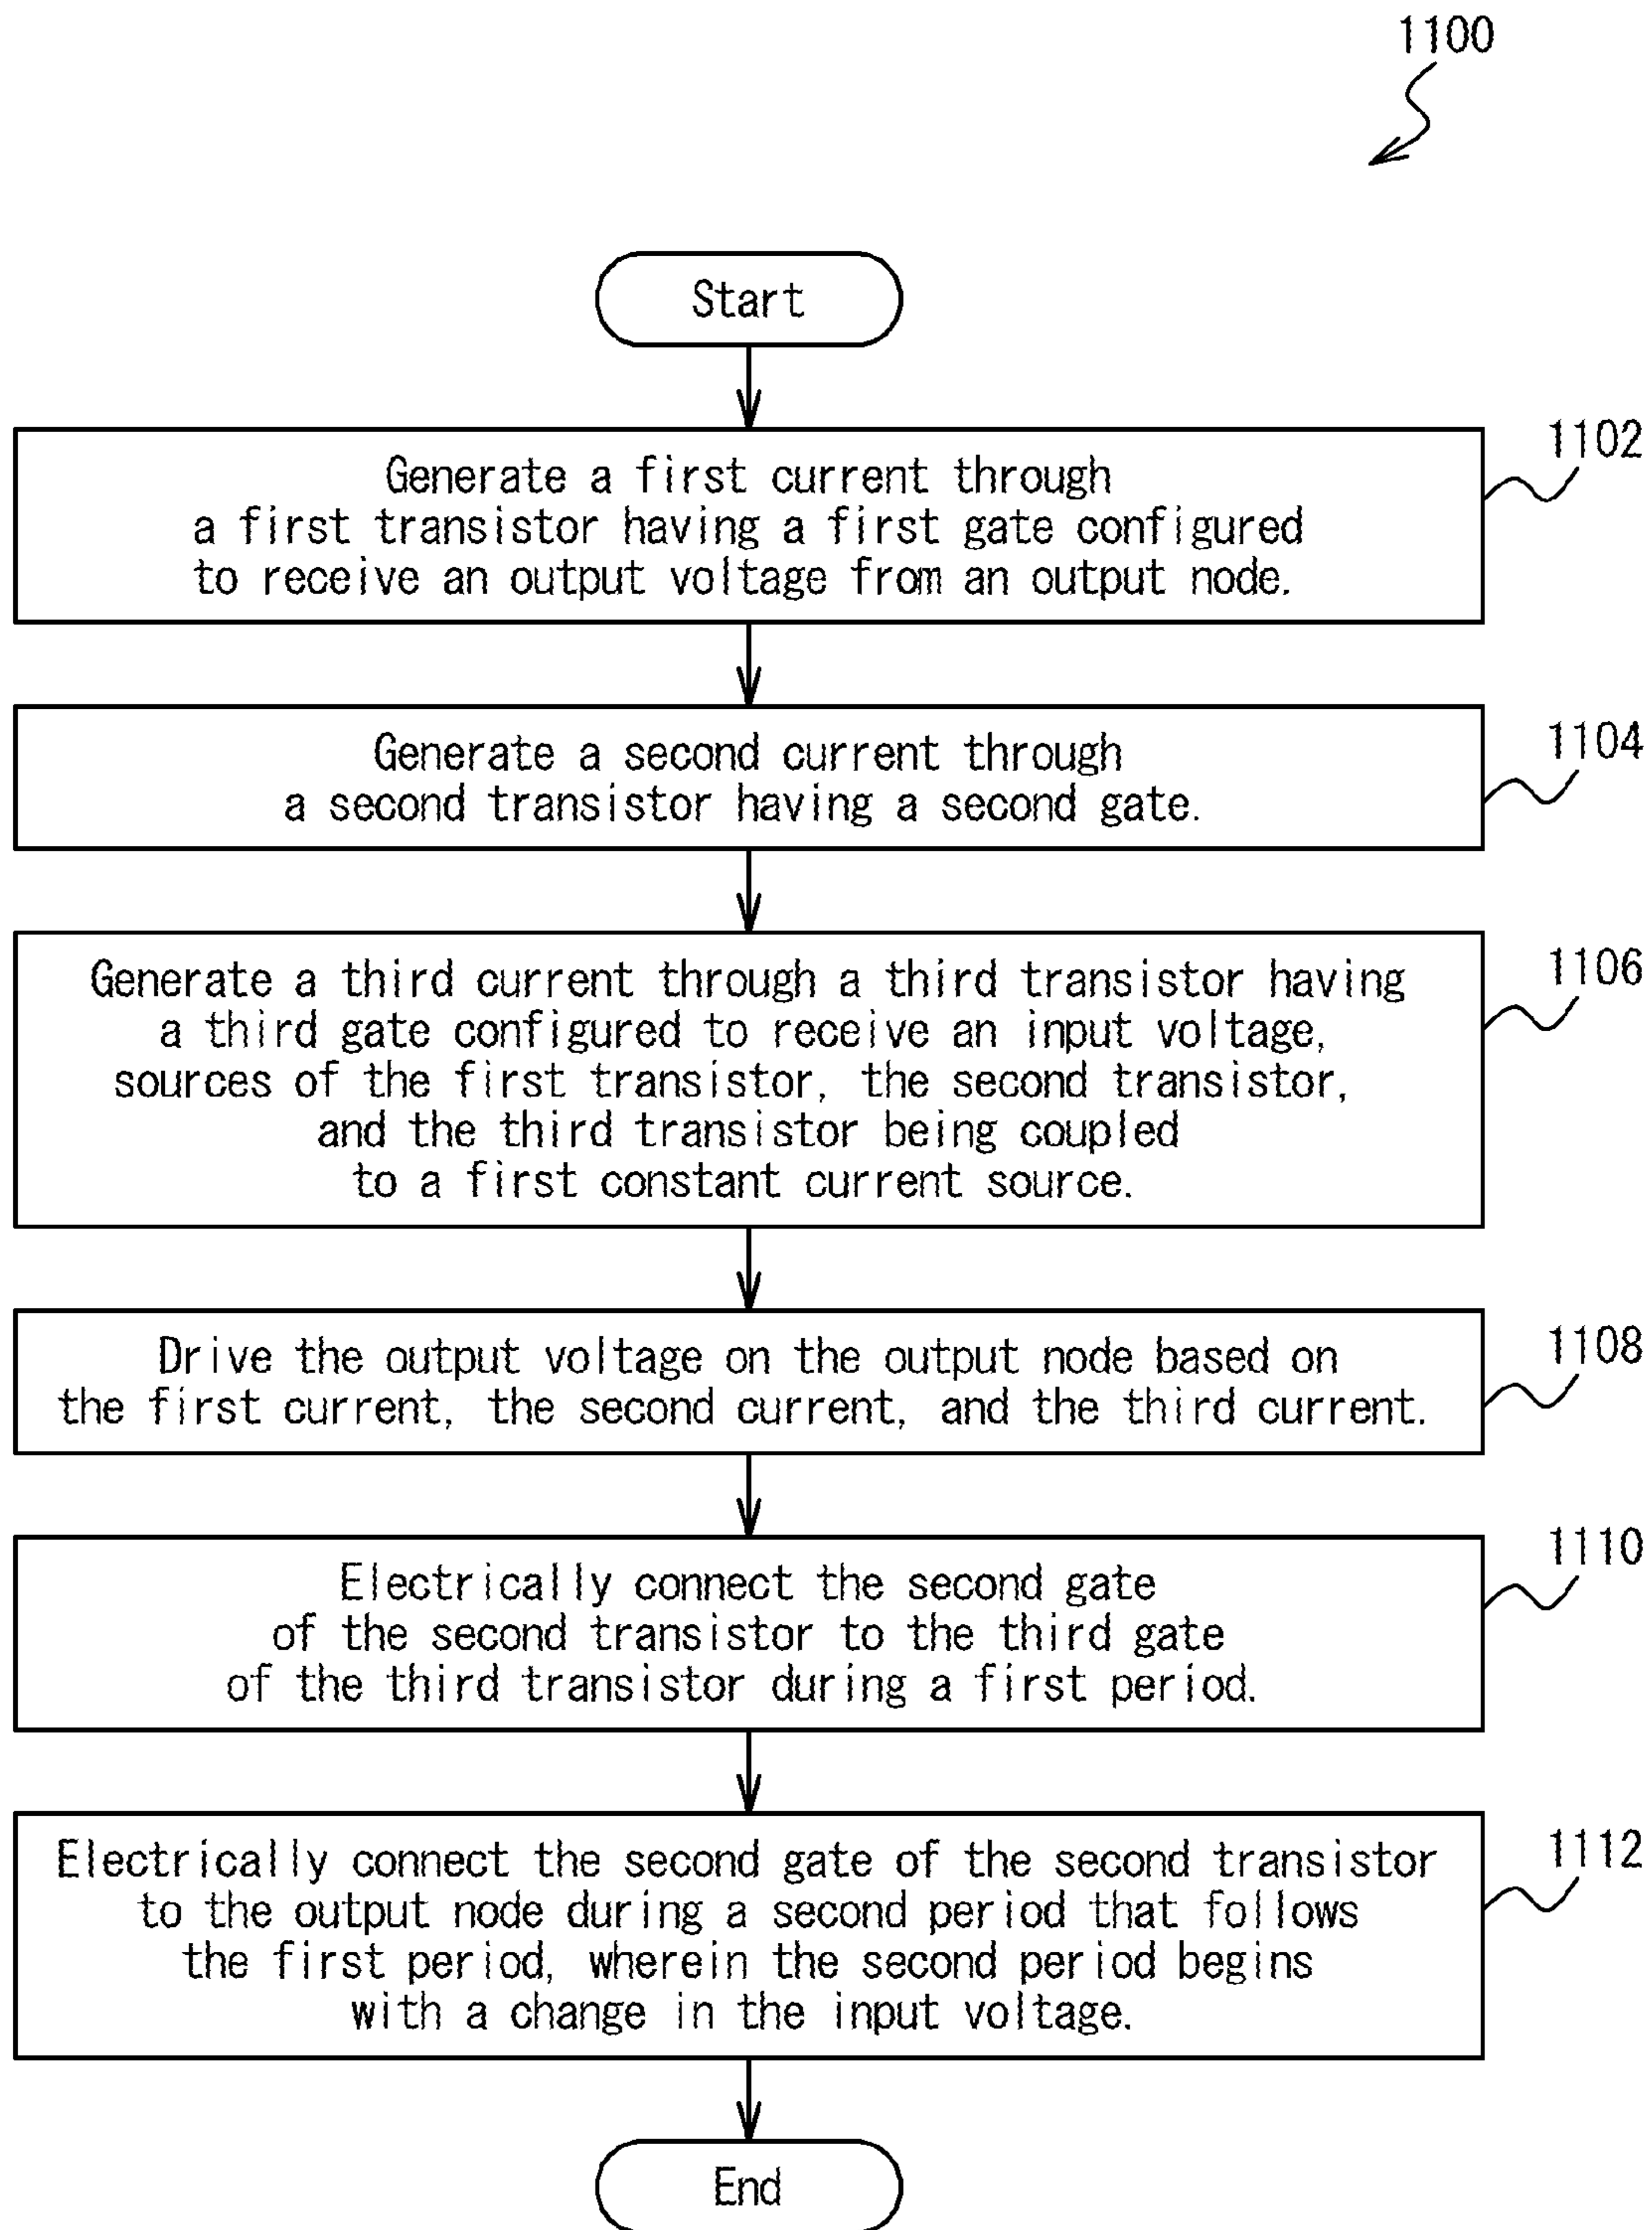 1100
Start
1102
Generate a first current through
a first transistor having a first gate configured
to receive an output voltage from an output node.
1104
Generate a second current through
a second transistor having a second gate.
1106
Generate a third current through a third transistor having
a third gate configured to receive an input voltage,
sources of the first transistor, the second transistor,
and the third transistor being coupled
to a first constant current source.
1108
Drive the output voltage on the output node based on
the first current, the second current, and the third current.
1110
Electrically connect the second gate
of the second transistor to the third gate
of the third transistor during a first period.
1112
Electrically connect the second gate of the second transistor
to the output node during a second period that follows
the first period, wherein the second period begins
with a change in the input voltage.
End